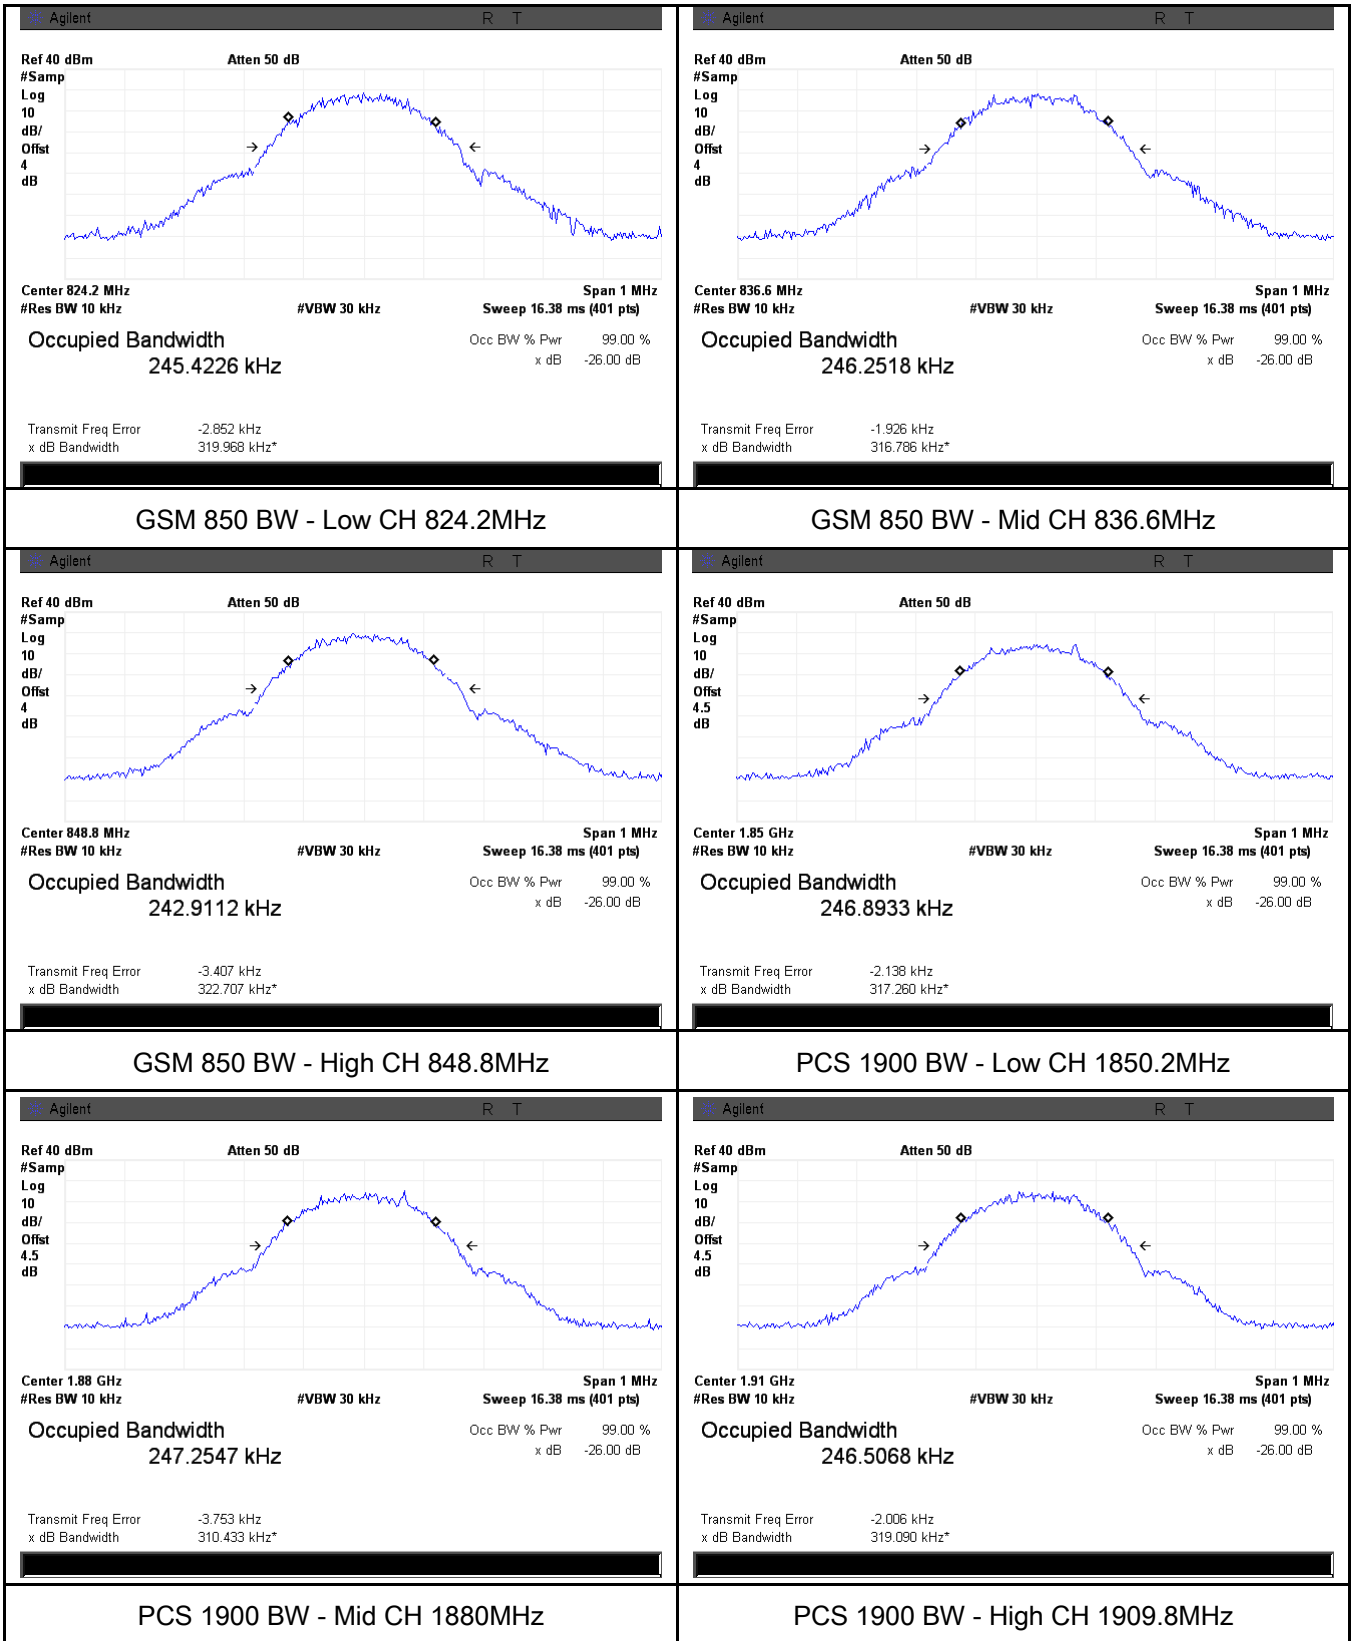 Agilent R T
Ref 40 dBm Atten 50 dB
#Samp
Log
10
dB/
Offst
4
dB
Center 824.2 MHz Span 1 MHz
#Res BW 10 kHz #VBW 30 kHz Sweep 16.38 ms (401 pts)
Occupied Bandwidth Occ BW % Pwr 99.00 %
245.4226 kHz x dB -26.00 dB
Transmit Freq Error -2.852 kHz
x dB Bandwidth 319.968 kHz*
GSM 850 BW - Low CH 824.2MHz
Agilent R T
Ref 40 dBm Atten 50 dB
#Samp
Log
10
dB/
Offst
4
dB
Center 836.6 MHz Span 1 MHz
#Res BW 10 kHz #VBW 30 kHz Sweep 16.38 ms (401 pts)
Occupied Bandwidth Occ BW % Pwr 99.00 %
246.2518 kHz x dB -26.00 dB
Transmit Freq Error -1.926 kHz
x dB Bandwidth 316.786 kHz*
GSM 850 BW - Mid CH 836.6MHz
Agilent R T
Ref 40 dBm Atten 50 dB
#Samp
Log
10
dB/
Offst
4
dB
Center 848.8 MHz Span 1 MHz
#Res BW 10 kHz #VBW 30 kHz Sweep 16.38 ms (401 pts)
Occupied Bandwidth Occ BW % Pwr 99.00 %
242.9112 kHz x dB -26.00 dB
Transmit Freq Error -3.407 kHz
x dB Bandwidth 322.707 kHz*
GSM 850 BW - High CH 848.8MHz
Agilent R T
Ref 40 dBm Atten 50 dB
#Samp
Log
10
dB/
Offst
4.5
dB
Center 1.85 GHz Span 1 MHz
#Res BW 10 kHz #VBW 30 kHz Sweep 16.38 ms (401 pts)
Occupied Bandwidth Occ BW % Pwr 99.00 %
246.8933 kHz x dB -26.00 dB
Transmit Freq Error -2.138 kHz
x dB Bandwidth 317.260 kHz*
PCS 1900 BW - Low CH 1850.2MHz
Agilent R T
Ref 40 dBm Atten 50 dB
#Samp
Log
10
dB/
Offst
4.5
dB
Center 1.88 GHz Span 1 MHz
#Res BW 10 kHz #VBW 30 kHz Sweep 16.38 ms (401 pts)
Occupied Bandwidth Occ BW % Pwr 99.00 %
247.2547 kHz x dB -26.00 dB
Transmit Freq Error -3.753 kHz
x dB Bandwidth 310.433 kHz*
PCS 1900 BW - Mid CH 1880MHz
Agilent R T
Ref 40 dBm Atten 50 dB
#Samp
Log
10
dB/
Offst
4.5
dB
Center 1.91 GHz Span 1 MHz
#Res BW 10 kHz #VBW 30 kHz Sweep 16.38 ms (401 pts)
Occupied Bandwidth Occ BW % Pwr 99.00 %
246.5068 kHz x dB -26.00 dB
Transmit Freq Error -2.006 kHz
x dB Bandwidth 319.090 kHz*
PCS 1900 BW - High CH 1909.8MHz